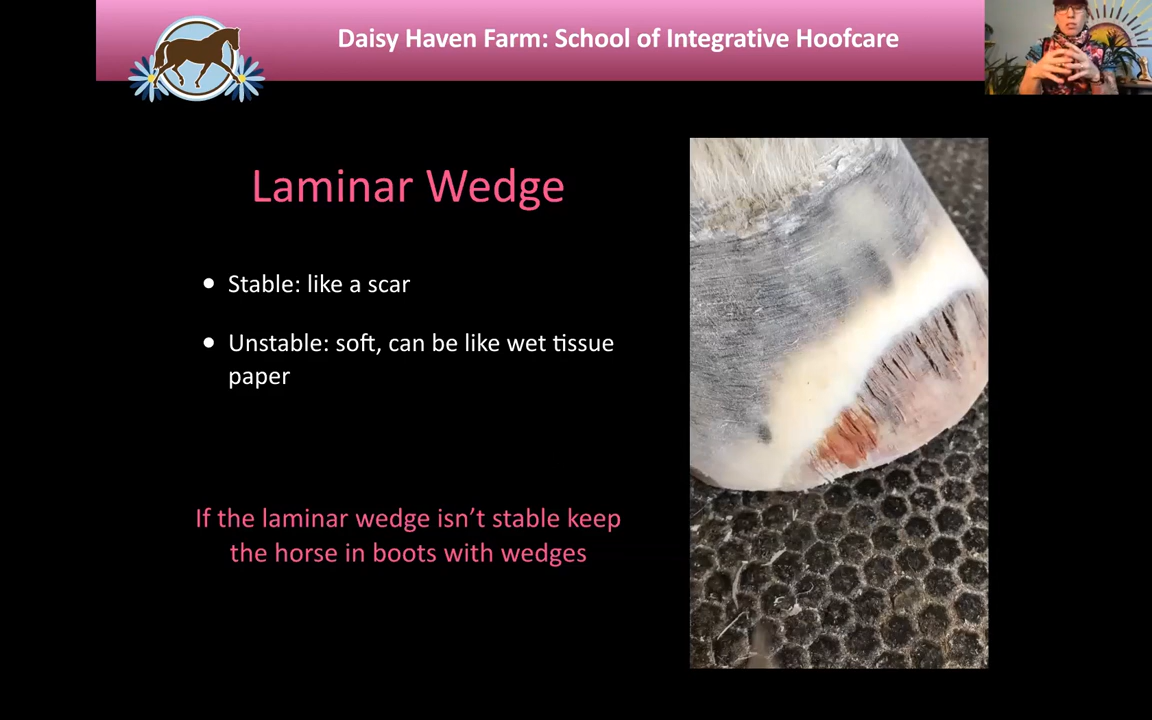 Daisy Haven Farm: School of Integrative Hoofcare
Laminar Wedge
• Stable: like a scar
• Unstable: soft, can be like wet tissue
paper
If the laminar wedge isn’t stable keep
the horse in boots with wedges